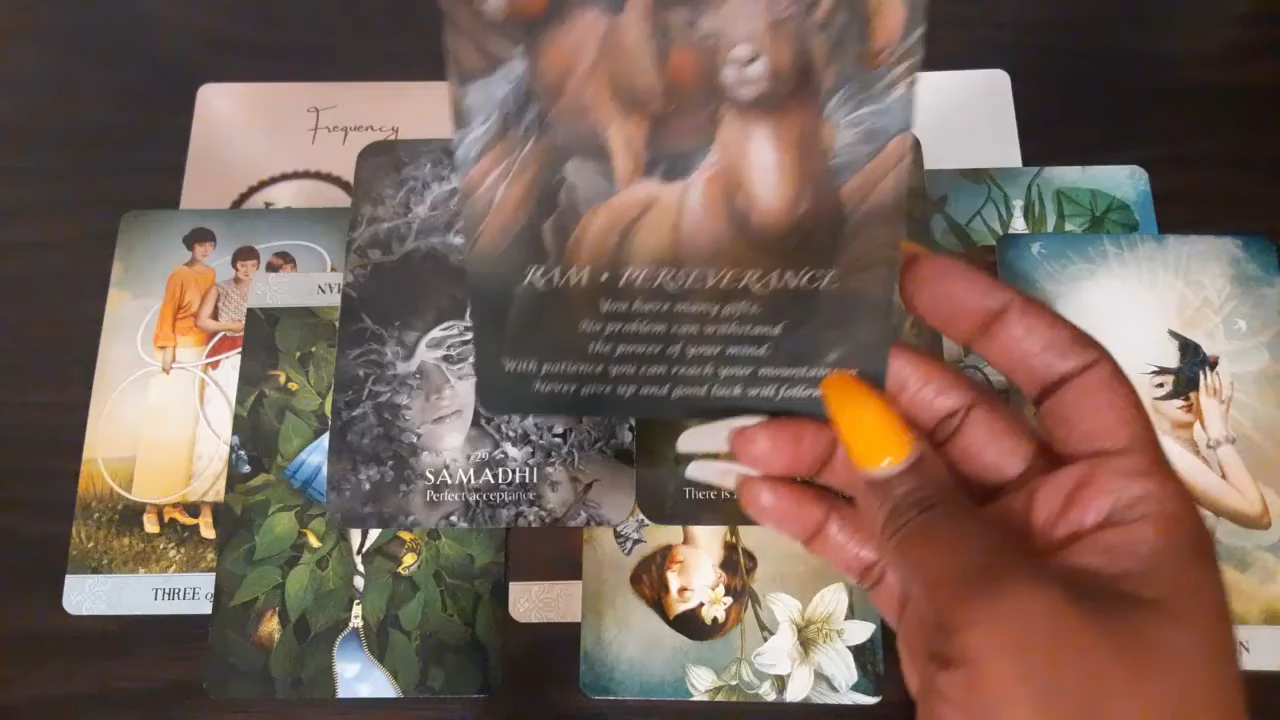 Frequency
RAM • PERSEVERANCE
You have many gifts.
No problem can withstand
the power of your mind.
With patience you can reach your mountain
Never give up and good luck will follow
29
SAMADHI
Perfect acceptance
There is
THREE
N